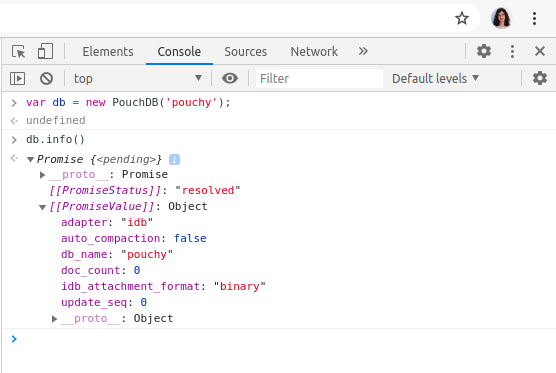 Elements Console Sources Network
top Filter Default levels
var db = new PouchDB('pouchy');
undefined
db.info()
Promise {<pending>} i
__proto__: Promise
[[PromiseStatus]]: "resolved"
[[PromiseValue]]: Object
adapter: "idb"
auto_compaction: false
db_name: "pouchy"
doc_count: 0
idb_attachment_format: "binary"
update_seq: 0
__proto__: Object